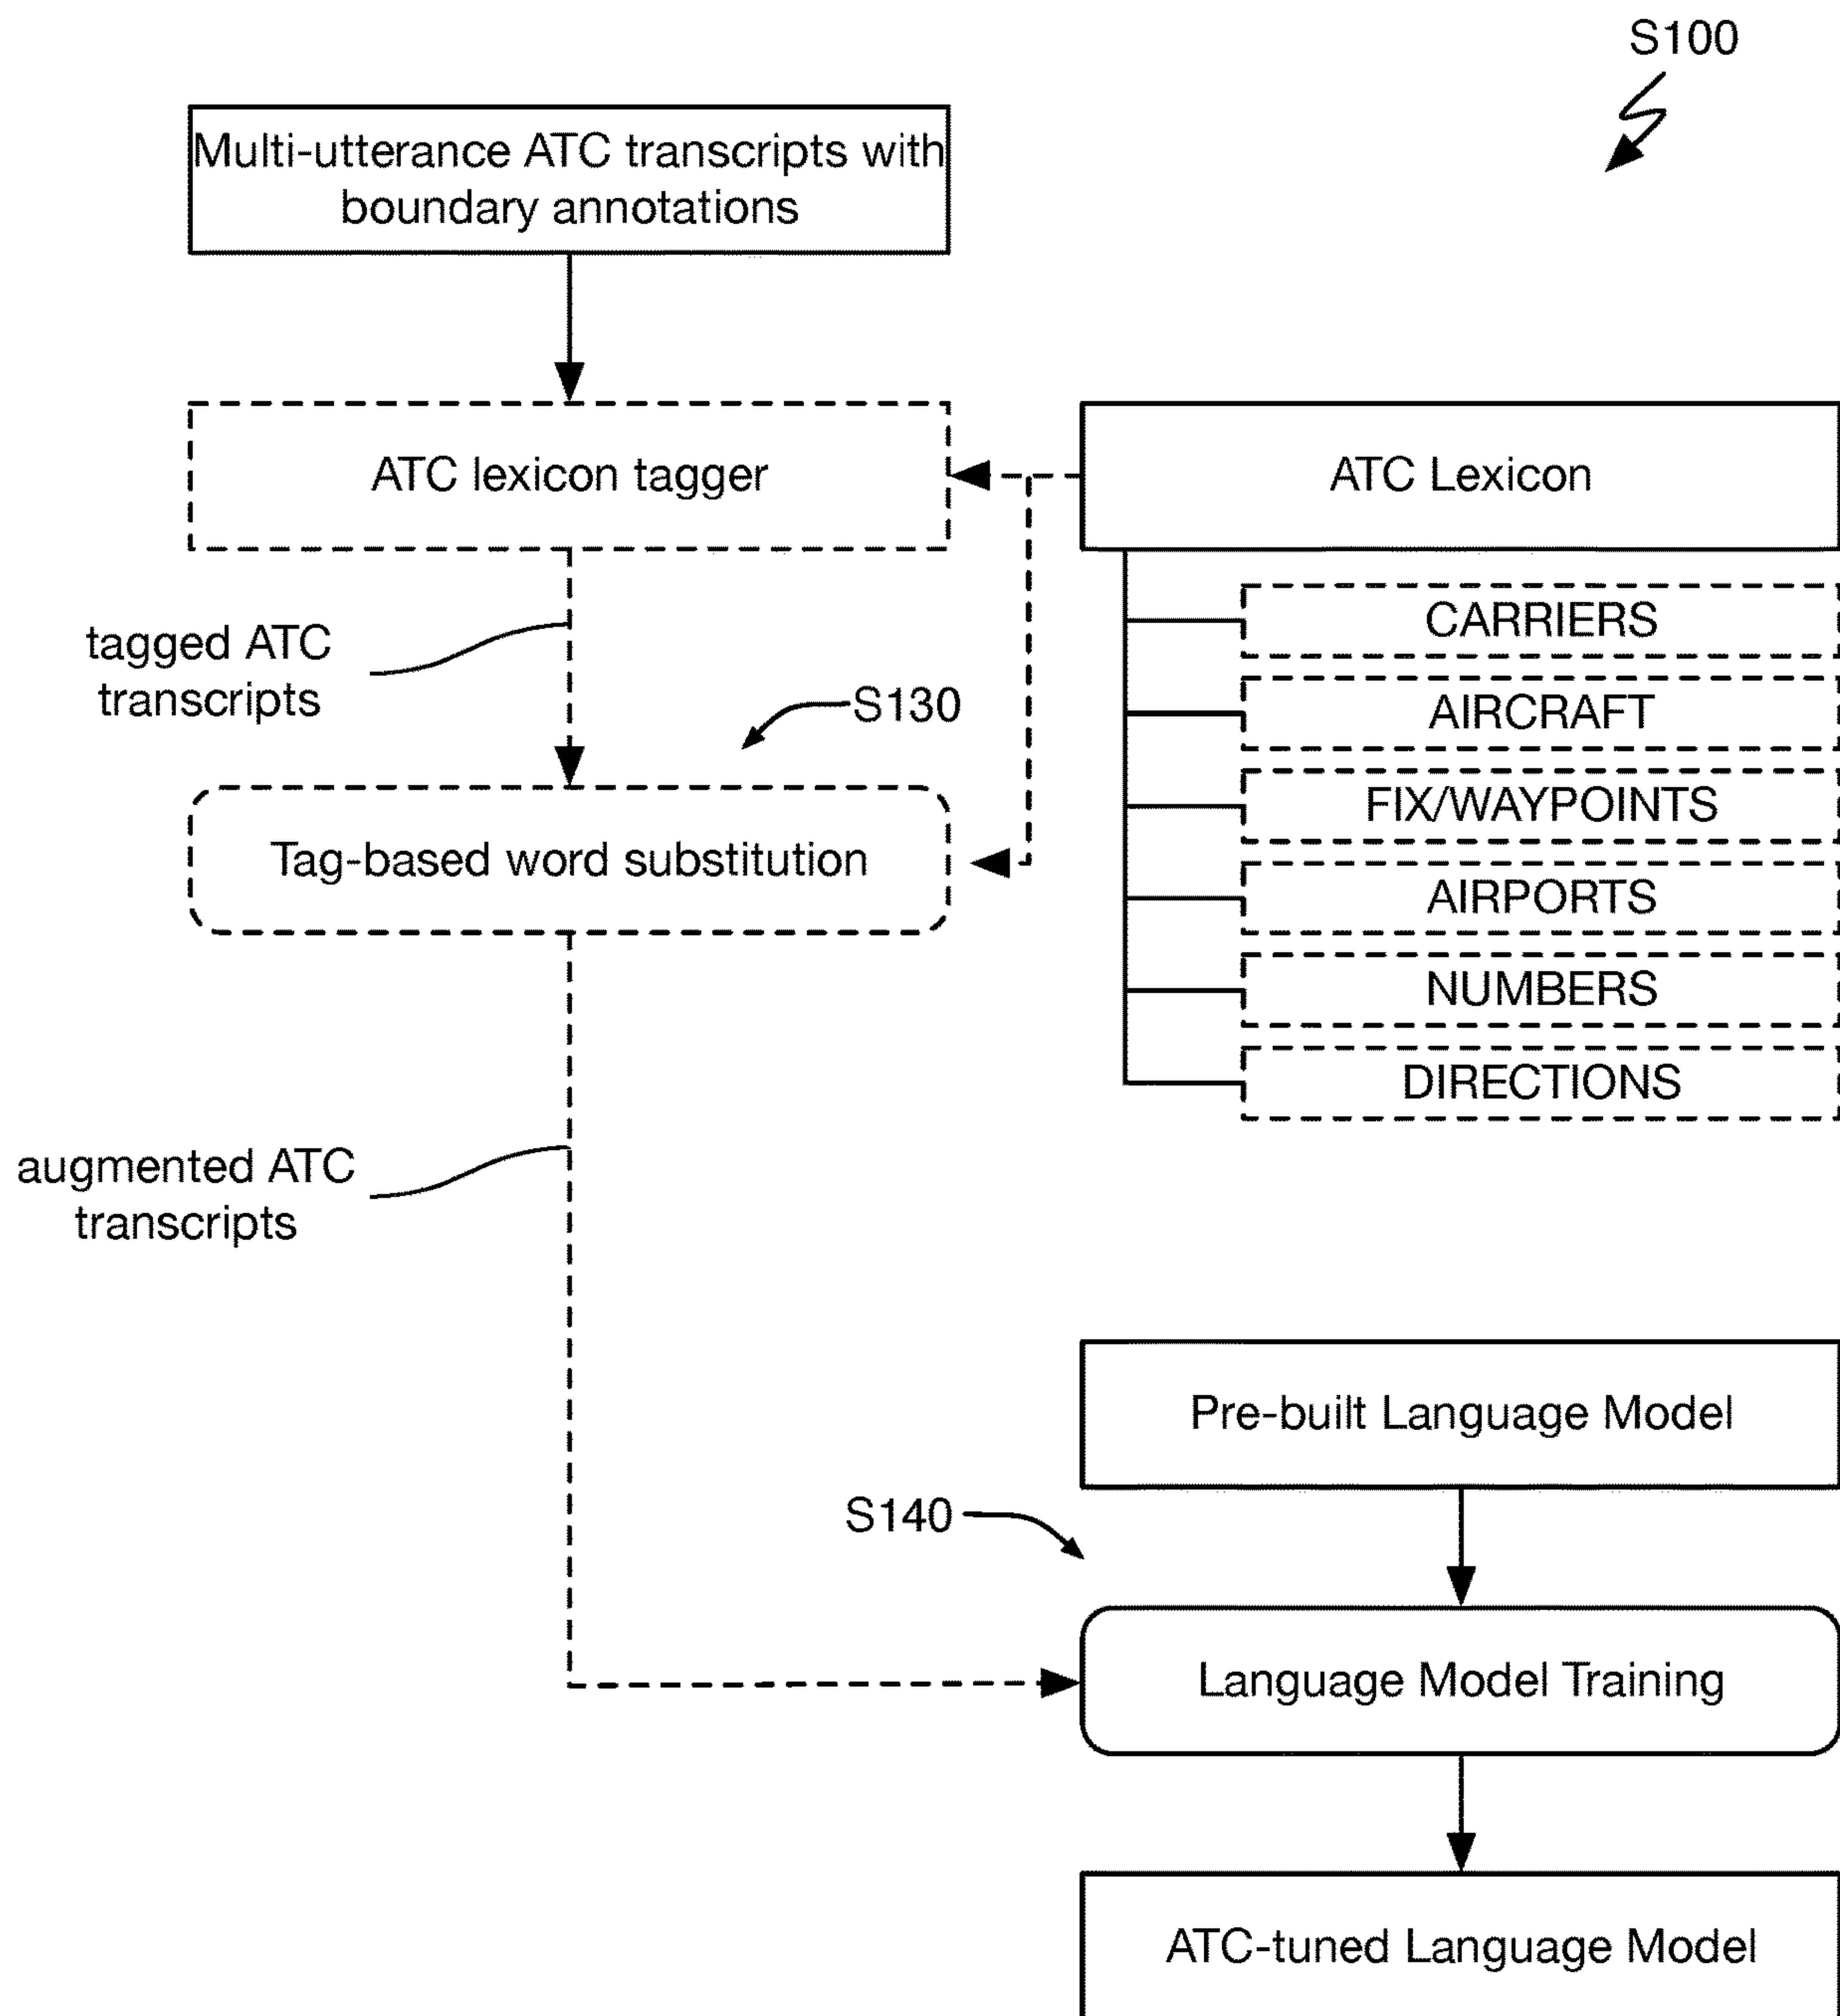 S100
Multi-utterance ATC transcripts with
boundary annotations
ATC lexicon tagger
ATC Lexicon
CARRIERS
tagged ATC
transcripts
S130
AIRCRAFT
FIX/WAYPOINTS
Tag-based word substitution
AIRPORTS
NUMBERS
DIRECTIONS
augmented ATC
transcripts
Pre-built Language Model
S140
Language Model Training
ATC-tuned Language Model